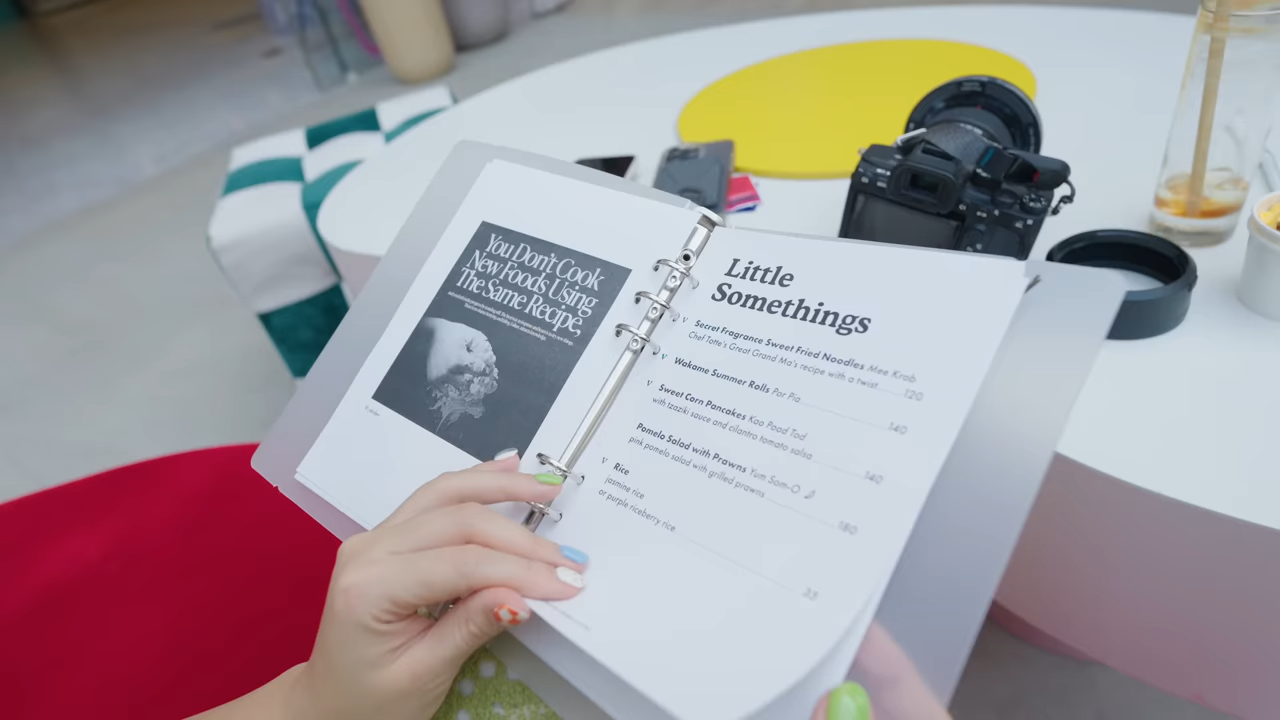 You Don't Cook
New Foods Using
The Same Recipe,
Little
Somethings
V Secret Fragrance Sweet Fried Noodles Mee Krob
Chef Tatte's Great Grand Ma's recipe with a twist 120
V Wakame Summer Rolls Por Pia 140
V Sweet Corn Pancakes Kao Pood Tod
with tzaziki sauce and cilantro tomato salsa 140
Pomelo Salad with Prawns Yum Som-O
pink pomelo salad with grilled prawns 180
V Rice
jasmine rice
or purple riceberry rice 35